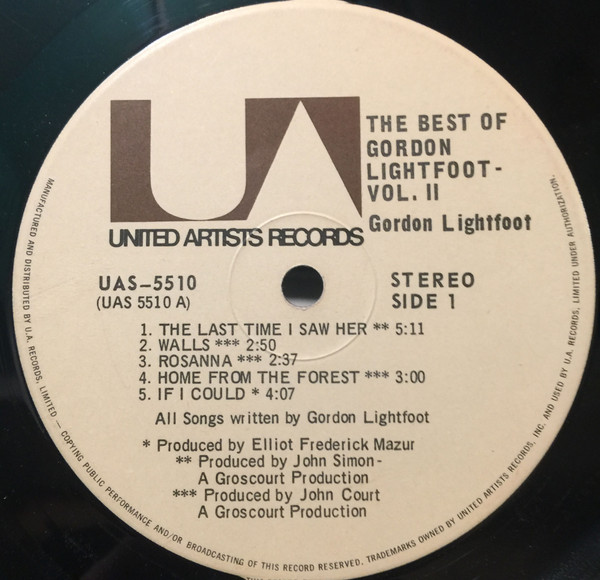 UA
THE BEST OF
GORDON
LIGHTFOOT-
VOL. II
Gordon Lightfoot
UNITED ARTISTS RECORDS
UAS-5510
(UAS 5510 A)
STEREO
SIDE 1
1. THE LAST TIME I SAW HER ** 5:11
2. WALLS *** 2:50
3. ROSANNA *** 2:37
4. HOME FROM THE FOREST *** 3:00
5. IF I COULD * 4:07
All Songs written by Gordon Lightfoot
* Produced by Elliot Frederick Mazur
** Produced by John Simon-
A Groscourt Production
*** Produced by John Court
A Groscourt Production
MANUFACTURED AND DISTRIBUTED BY U.A. RECORDS, LIMITED — COPYING PUBLIC PERFORMANCE AND/OR BROADCASTING OF THIS RECORD RESERVED. TRADEMARKS OWNED BY UNITED ARTISTS RECORDS, INC. AND USED BY U.A. RECORDS, LIMITED UNDER AUTHORIZATION.